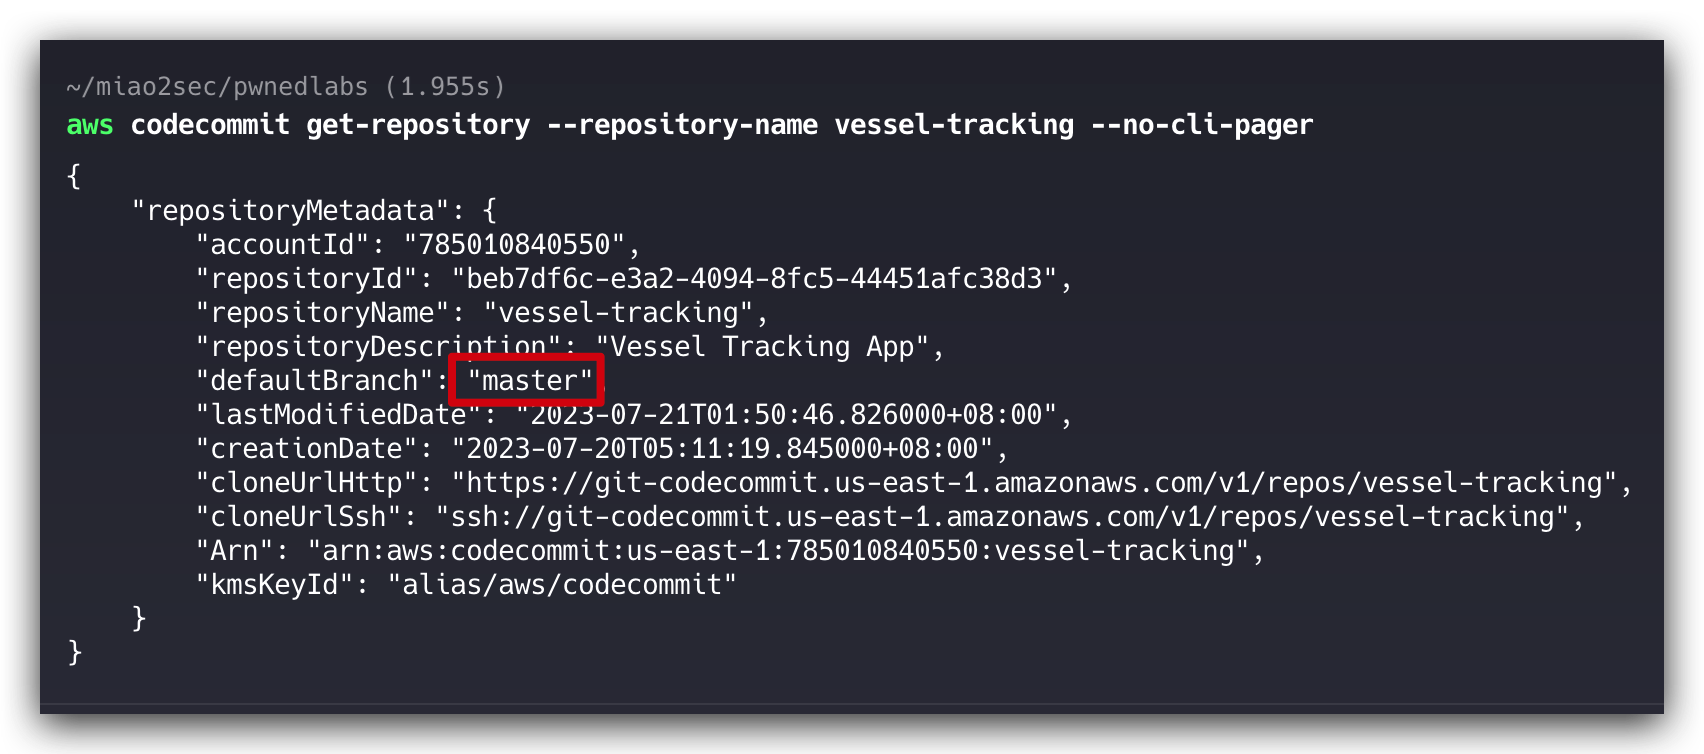 ~/miao2sec/pwnedlabs (1.955s)
aws codecommit get-repository --repository-name vessel-tracking --no-cli-pager
{
    "repositoryMetadata": {
        "accountId": "785010840550",
        "repositoryId": "beb7df6c-e3a2-4094-8fc5-44451afc38d3",
        "repositoryName": "vessel-tracking",
        "repositoryDescription": "Vessel Tracking App",
        "defaultBranch": "master",
        "lastModifiedDate": "2023-07-21T01:50:46.826000+08:00",
        "creationDate": "2023-07-20T05:11:19.845000+08:00",
        "cloneUrlHttp": "https://git-codecommit.us-east-1.amazonaws.com/v1/repos/vessel-tracking",
        "cloneUrlSsh": "ssh://git-codecommit.us-east-1.amazonaws.com/v1/repos/vessel-tracking",
        "Arn": "arn:aws:codecommit:us-east-1:785010840550:vessel-tracking",
        "kmsKeyId": "alias/aws/codecommit"
    }
}